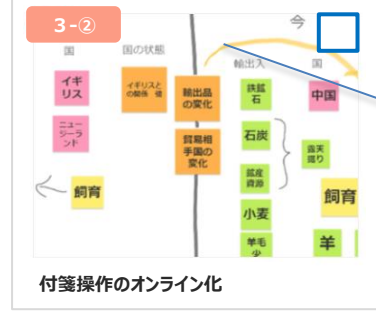 3-②
今
国
国の状態
輸出入
国
イギ
リス
イギリスと
の関係
輸出品
の変化
鉄鉱
石
中国
ニュー
ジーラ
ンド
貿易相
手国の
変化
石炭
露天
掘り
鉱産
資源
飼育
飼育
小麦
羊毛
羊
付箋操作のオンライン化